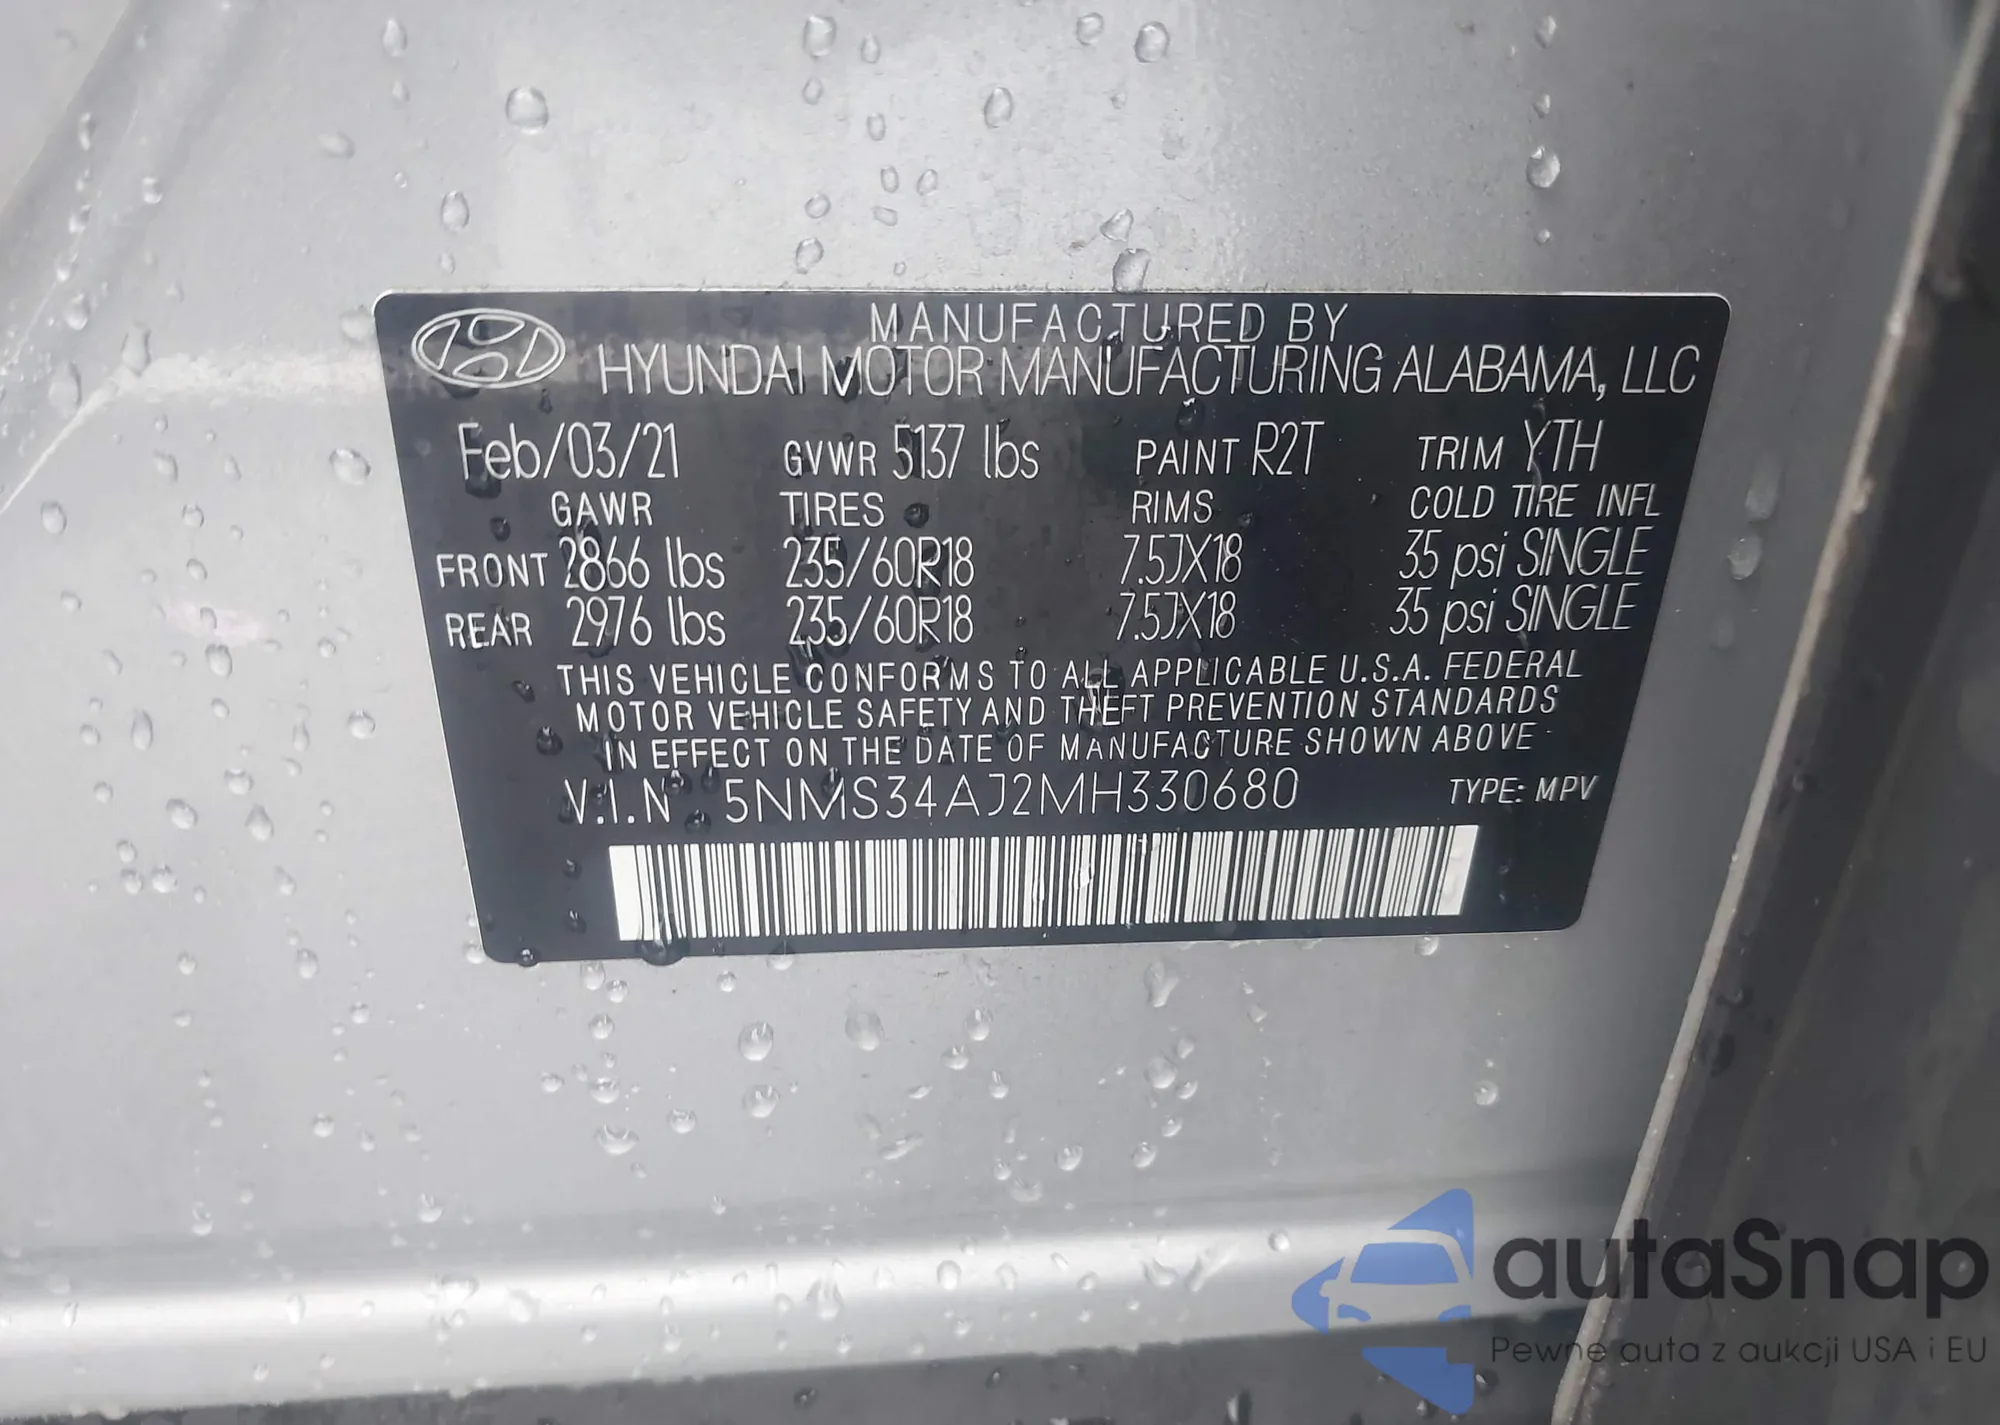 MANUFACTURED BY
HYUNDAI MOTOR MANUFACTURING ALABAMA, LLC
Feb/03/21 GVWR 5137 lbs PAINT R2T TRIM YTH
GAWR TIRES RIMS COLD TIRE INFL
FRONT 2866 lbs 235/60R18 7.5JX18 35 psi SINGLE
REAR 2976 lbs 235/60R18 7.5JX18 35 psi SINGLE
THIS VEHICLE CONFORMS TO ALL APPLICABLE U.S.A. FEDERAL
MOTOR VEHICLE SAFETY AND THEFT PREVENTION STANDARDS
IN EFFECT ON THE DATE OF MANUFACTURE SHOWN ABOVE
V.I.N 5NMS34AJ2MH330680 TYPE: MPV
autaSnap
Pewne auta z aukcji USA i EU